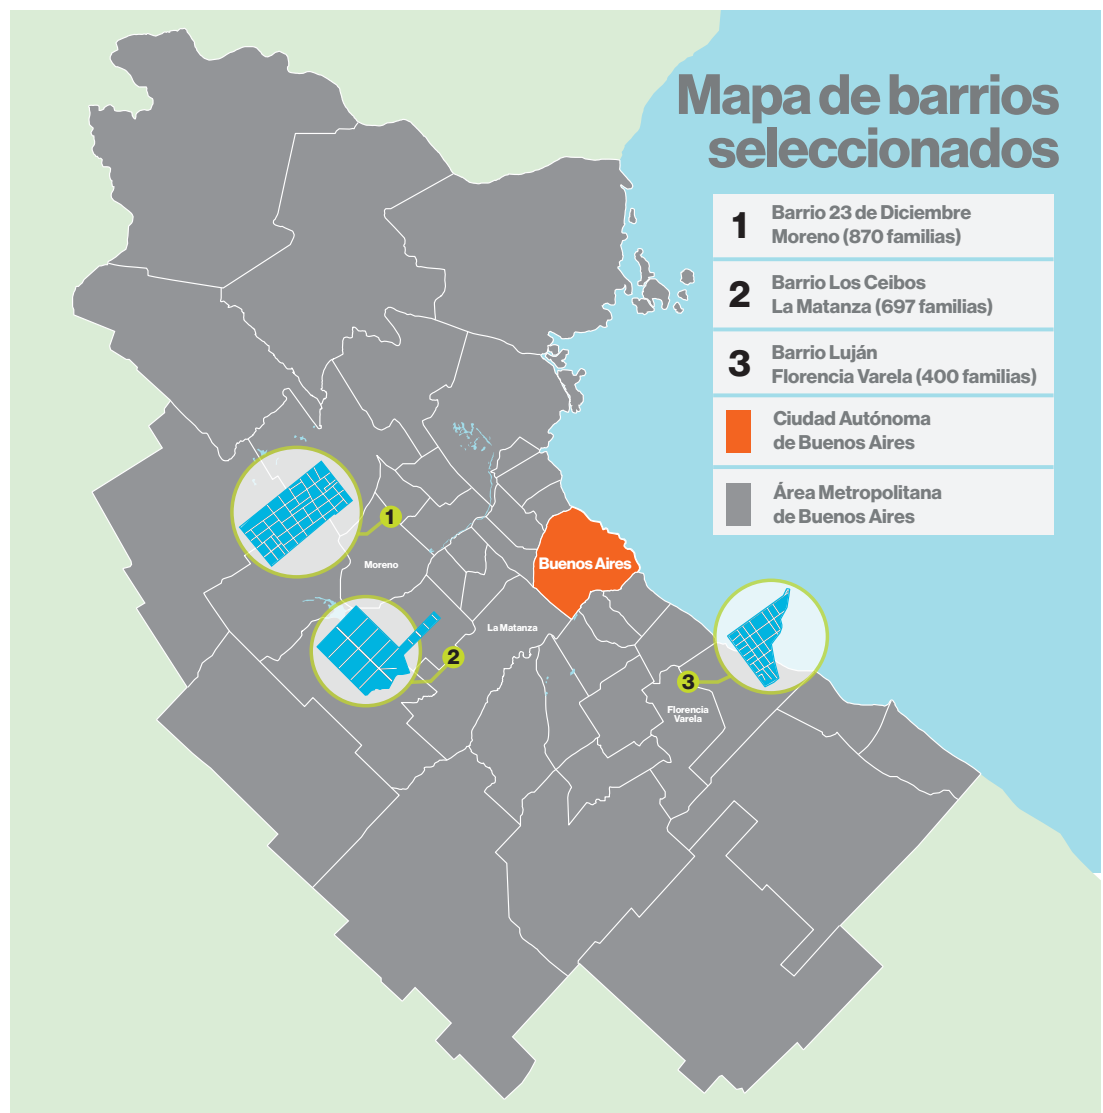 Mapa de barrios
seleccionados
1
Barrio 23 de Diciembre
Moreno (870 familias)
2
Barrio Los Ceibos
La Matanza (697 familias)
3
Barrio Luján
Florencia Varela (400 familias)
Ciudad Autónoma
de Buenos Aires
Área Metropolitana
de Buenos Aires
1
Moreno
Buenos Aires
La Matanza
2
3
Florencia
Varela